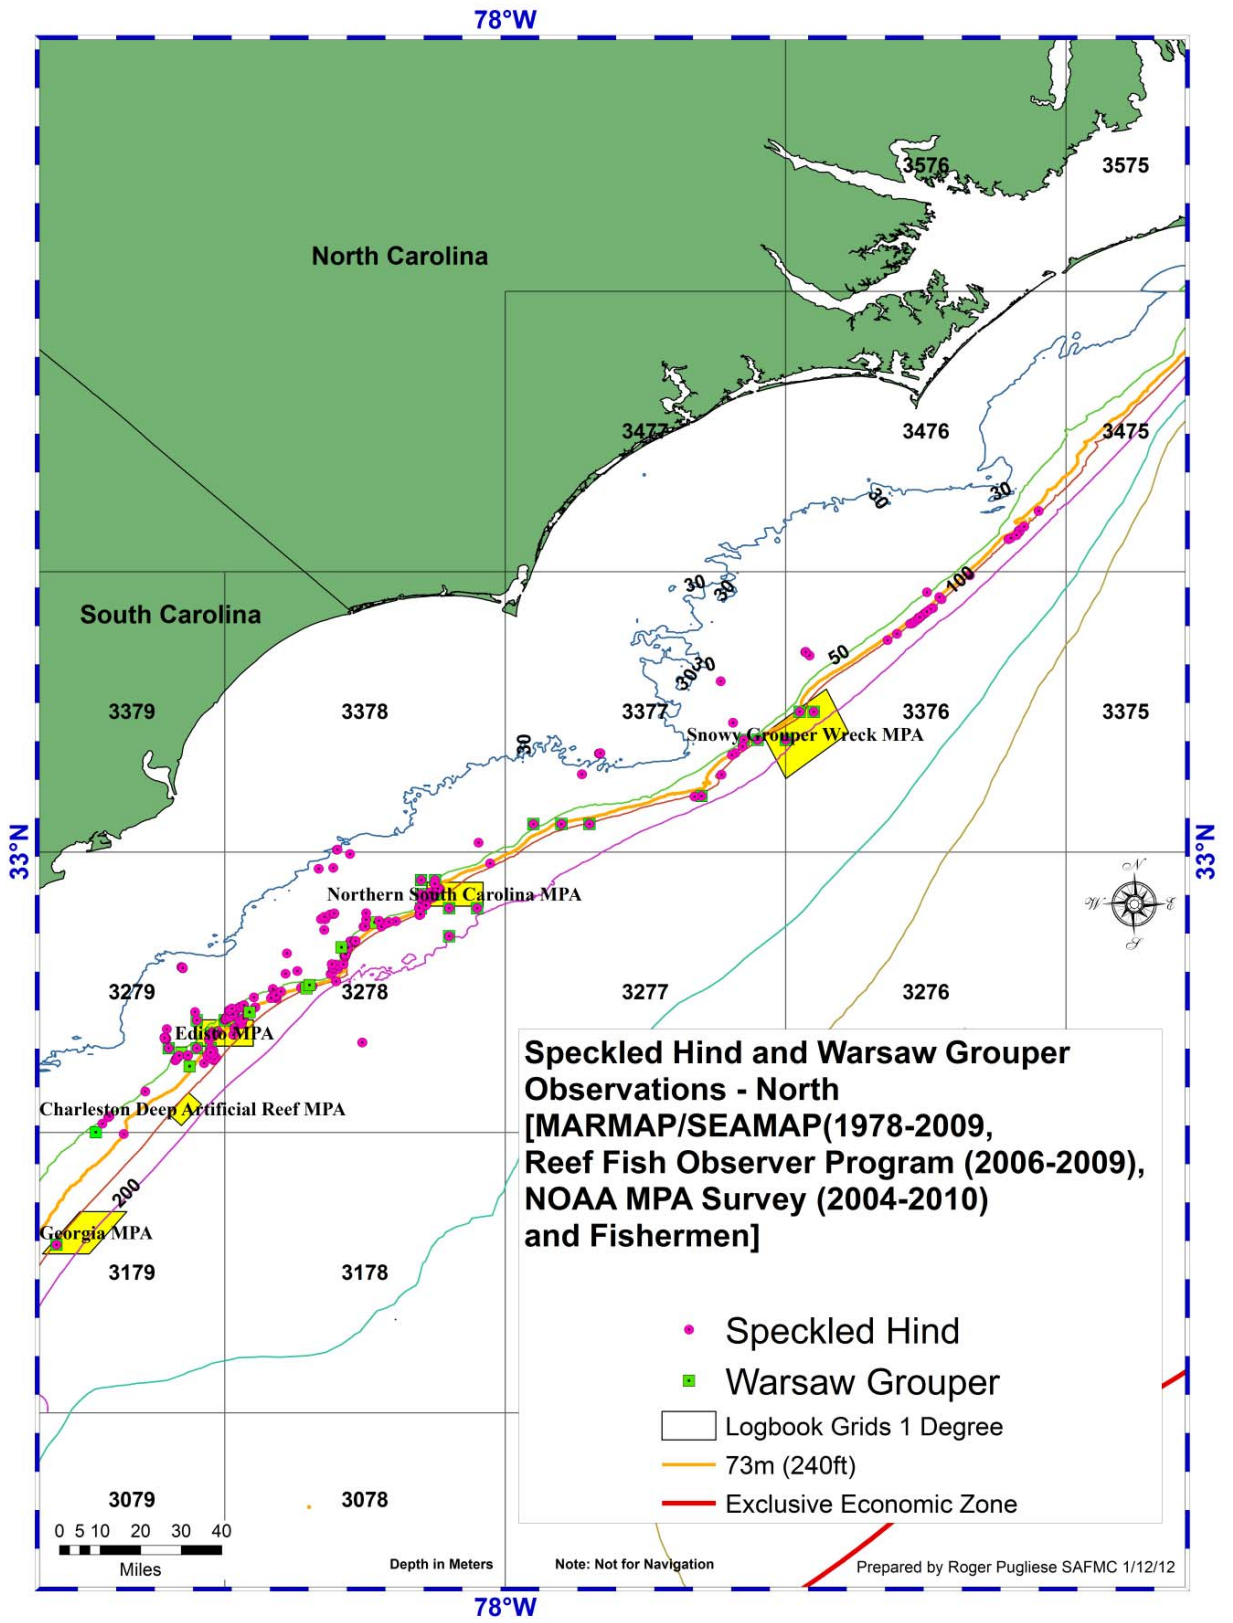 78°W
3576
3575
North Carolina
3477
3476
3475
30
30
100
30
30
South Carolina
50
30
30
3379
3378
3377
3376
3375
Snowy Grouper Wreck MPA
30
33°N
33°N
Northern South Carolina MPA
N
W
E
S
3279
3278
3277
3276
Edisto MPA
Charleston Deep Artificial Reef MPA
200
Georgia MPA
3179
3178
Speckled Hind and Warsaw Grouper
Observations - North
[MARMAP/SEAMAP(1978-2009,
Reef Fish Observer Program (2006-2009),
NOAA MPA Survey (2004-2010)
and Fishermen]
Speckled Hind
Warsaw Grouper
Logbook Grids 1 Degree
73m (240ft)
Exclusive Economic Zone
3079
3078
0 5 10 20 30 40
Miles
Depth in Meters
Note: Not for Navigation
Prepared by Roger Pugliese SAFMC 1/12/12
78°W